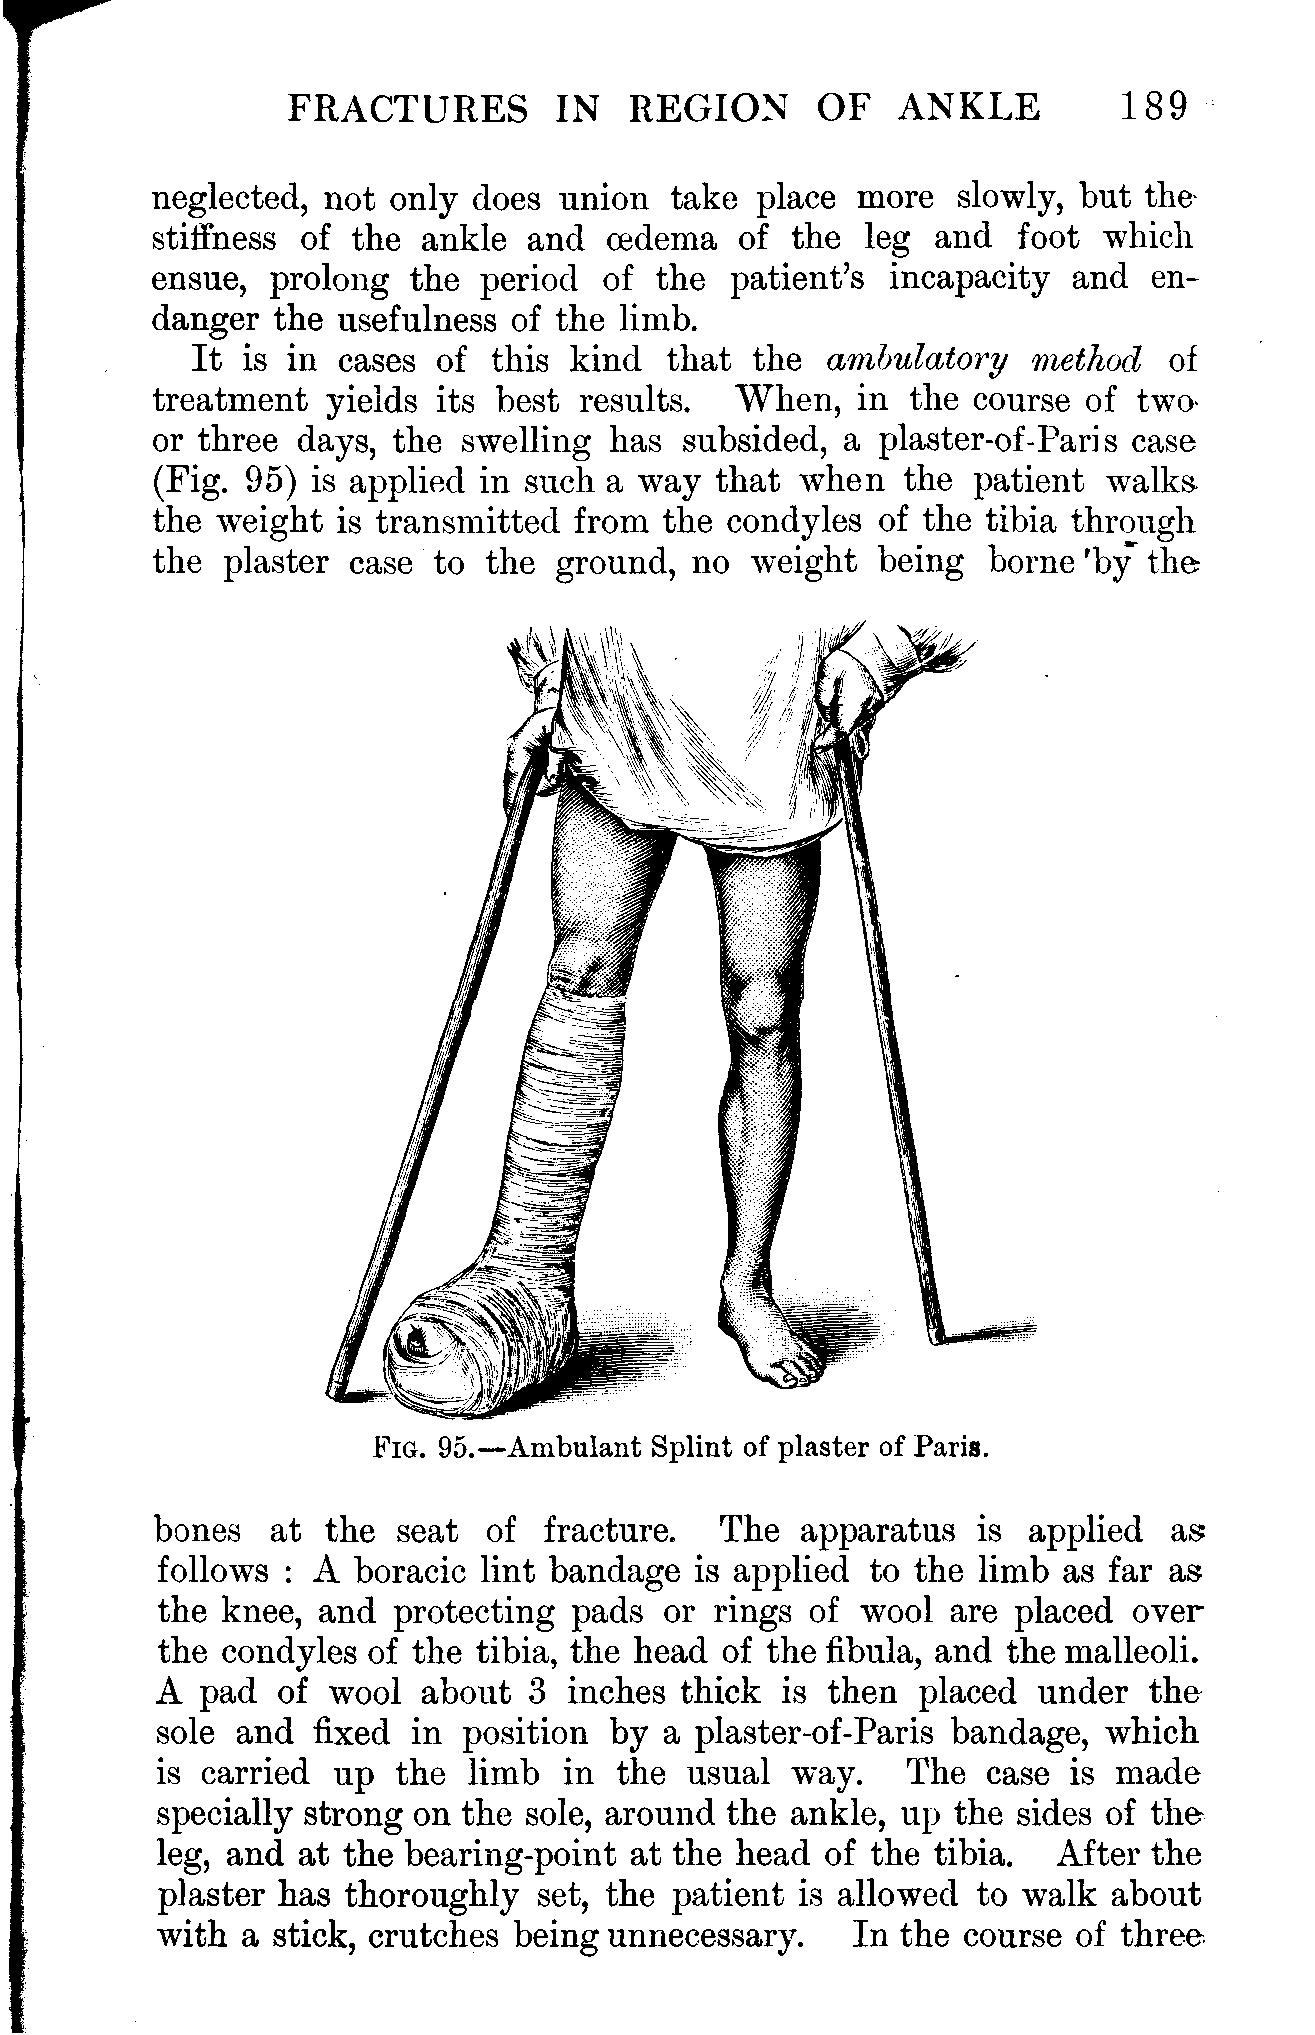 FRACTURES IN REGION OF ANKLE 189
neglected, not only does union take place more slowly, but the
stiffness of the ankle and œdema of the leg and foot which
ensue, prolong the period of the patient's incapacity and en-
danger the usefulness of the limb.
It is in cases of this kind that the ambulatory method of
treatment yields its best results. When, in the course of two
or three days, the swelling has subsided, a plaster-of-Paris case
(Fig. 95) is applied in such a way that when the patient walks
the weight is transmitted from the condyles of the tibia through
the plaster case to the ground, no weight being borne by the
FIG. 95.—Ambulant Splint of plaster of Paris.
bones at the seat of fracture. The apparatus is applied as
follows : A boracic lint bandage is applied to the limb as far as
the knee, and protecting pads or rings of wool are placed over
the condyles of the tibia, the head of the fibula, and the malleoli.
A pad of wool about 3 inches thick is then placed under the
sole and fixed in position by a plaster-of-Paris bandage, which
is carried up the limb in the usual way. The case is made
specially strong on the sole, around the ankle, up the sides of the
leg, and at the bearing-point at the head of the tibia. After the
plaster has thoroughly set, the patient is allowed to walk about
with a stick, crutches being unnecessary. In the course of three